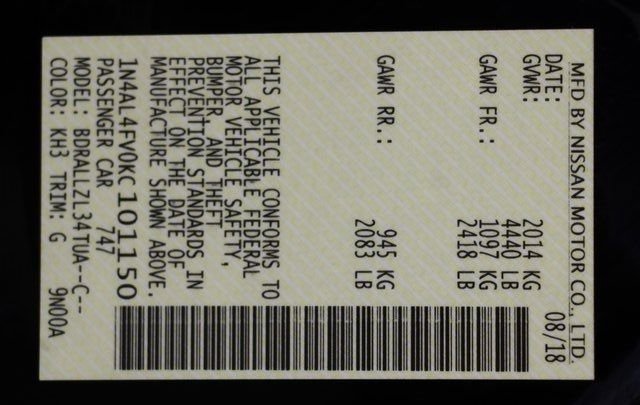 MFD BY NISSAN MOTOR CO., LTD.
DATE: 08/18
GVWR: 2014 KG
4440 LB
GAWR FR.: 1097 KG
2418 LB
GAWR RR.: 945 KG
2083 LB
THIS VEHICLE CONFORMS TO
ALL APPLICABLE FEDERAL
MOTOR VEHICLE SAFETY,
BUMPER, AND THEFT
PREVENTION STANDARDS IN
EFFECT ON THE DATE OF
MANUFACTURE SHOWN ABOVE.
1N4AL4FV0KC101150
PASSENGER CAR 747
MODEL: BDRALLZL34TUA--C--
COLOR: KH3 TRIM: G 9N00A